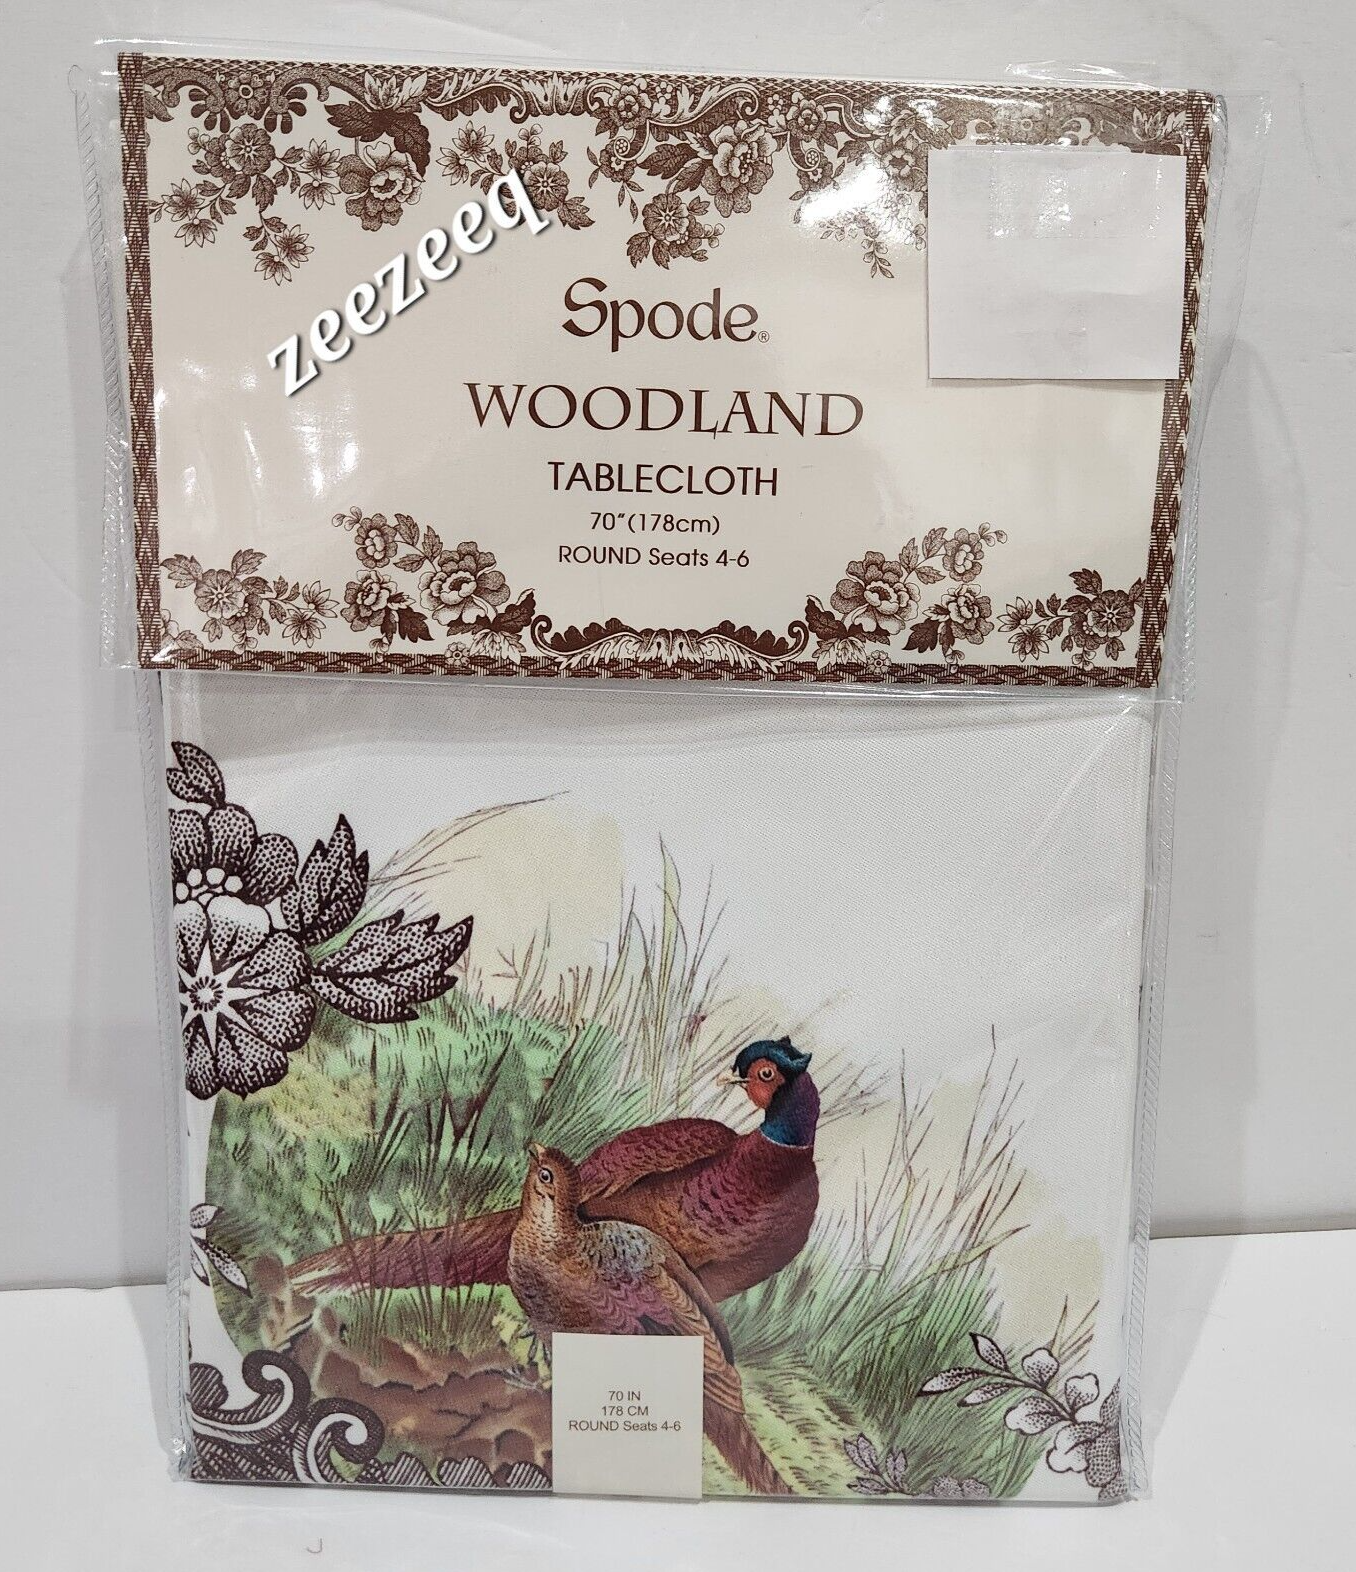 zeezeeq
Spode®
WOODLAND
TABLECLOTH
70"(178cm)
ROUND Seats 4-6
70 IN
178 CM
ROUND Seats 4-6